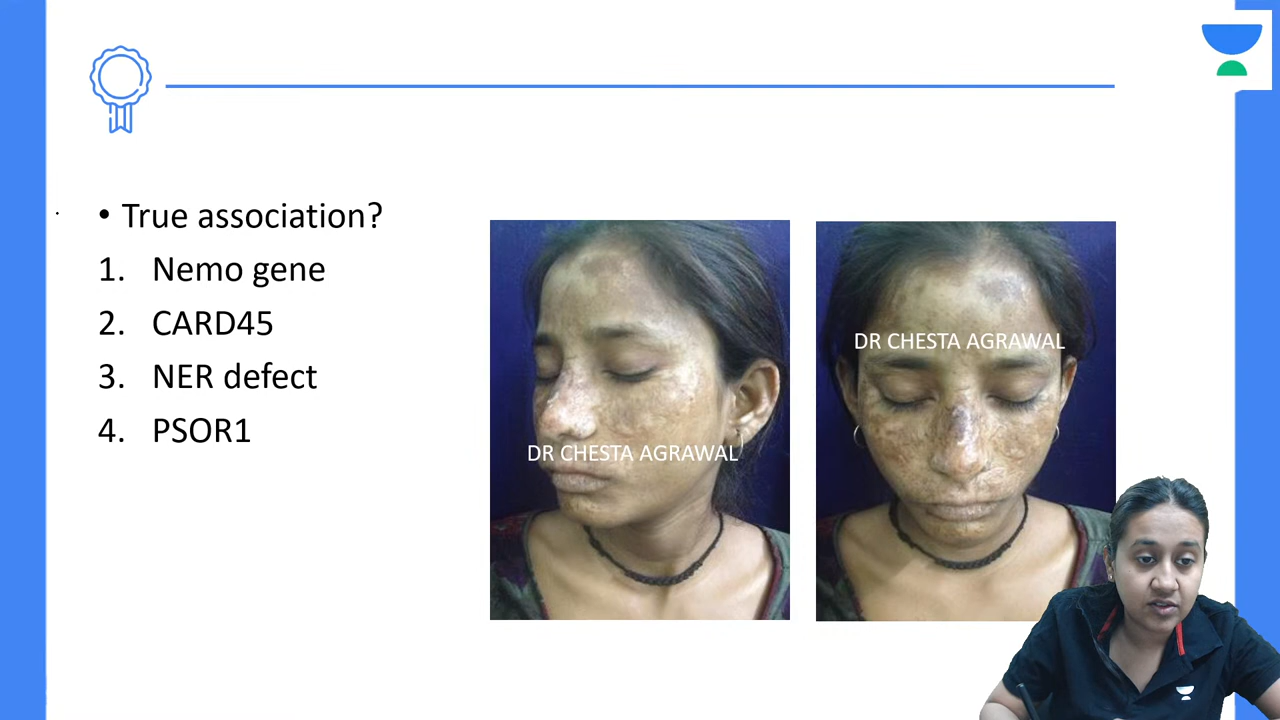 • True association?
1. Nemo gene
2. CARD45
3. NER defect
4. PSOR1
DR CHESTA AGRAWAL
DR CHESTA AGRAWAL